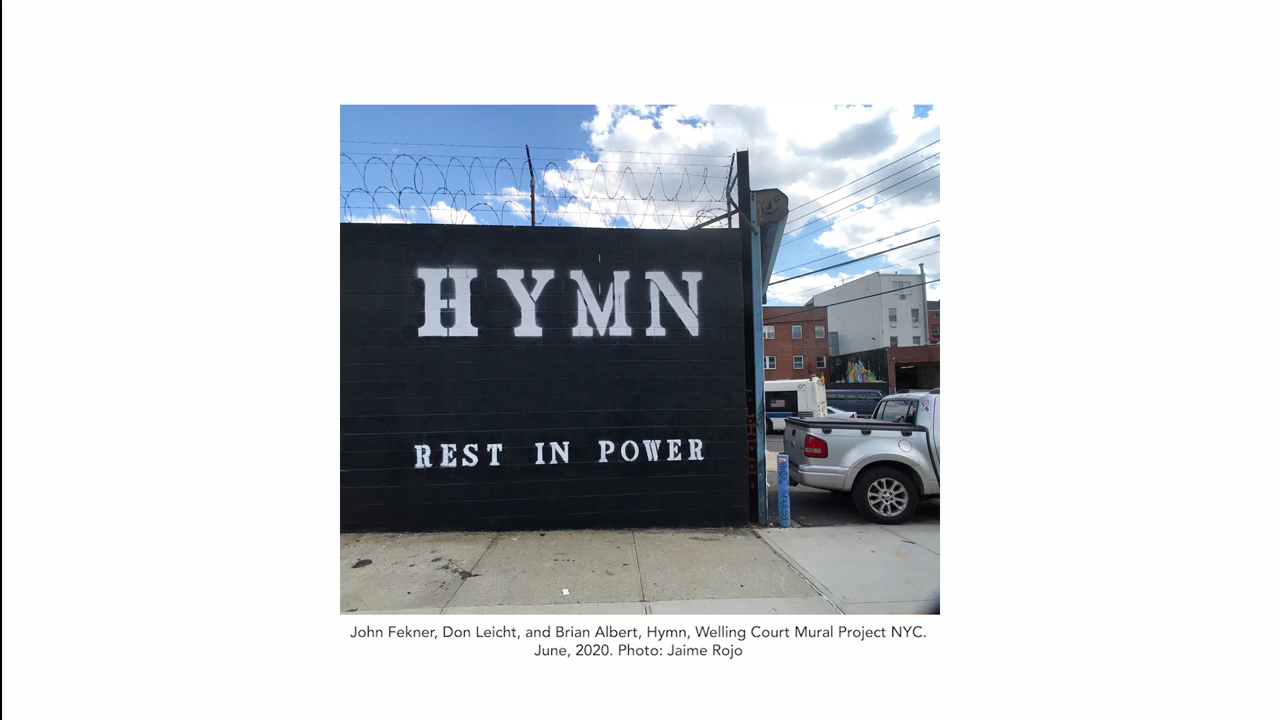 HYMN
REST IN POWER
John Fekner, Don Leicht, and Brian Albert, Hymn, Welling Court Mural Project NYC.
June, 2020. Photo: Jaime Rojo